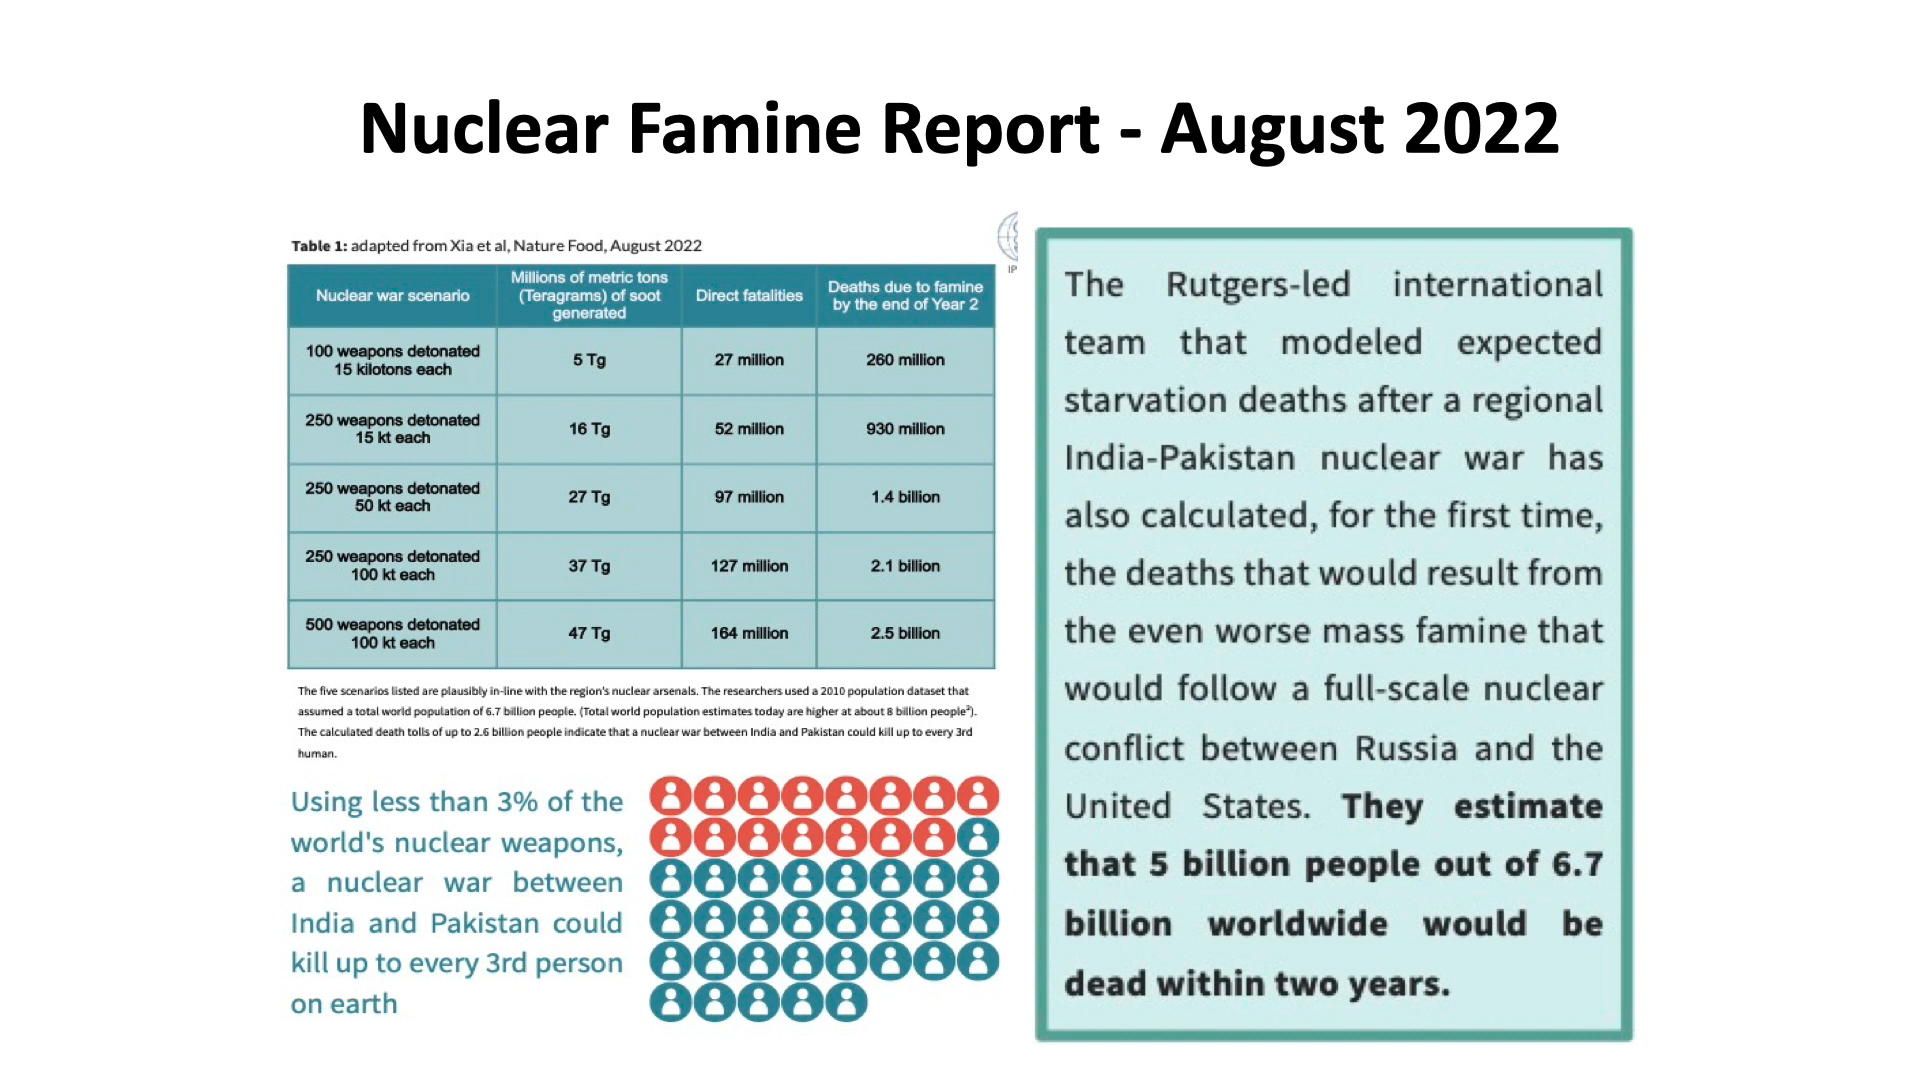 Nuclear Famine Report - August 2022
Table 1: adapted from Xia et al, Nature Food, August 2022
IP
Nuclear war scenario
Millions of metric tons
(Teragrams) of soot
generated
Direct fatalities
Deaths due to famine
by the end of Year 2
100 weapons detonated
15 kilotons each
5 Tg
27 million
260 million
250 weapons detonated
15 kt each
16 Tg
52 million
930 million
250 weapons detonated
50 kt each
27 Tg
97 million
1.4 billion
250 weapons detonated
100 kt each
37 Tg
127 million
2.1 billion
500 weapons detonated
100 kt each
47 Tg
164 million
2.5 billion
The five scenarios listed are plausibly in-line with the region's nuclear arsenals. The researchers used a 2010 population dataset that
assumed a total world population of 6.7 billion people. (Total world population estimates today are higher at about 8 billion people²).
The calculated death tolls of up to 2.6 billion people indicate that a nuclear war between India and Pakistan could kill up to every 3rd
human.
Using less than 3% of the
world's nuclear weapons,
a nuclear war between
India and Pakistan could
kill up to every 3rd person
on earth
The Rutgers-led international
team that modeled expected
starvation deaths after a regional
India-Pakistan nuclear war has
also calculated, for the first time,
the deaths that would result from
the even worse mass famine that
would follow a full-scale nuclear
conflict between Russia and the
United States. They estimate
that 5 billion people out of 6.7
billion worldwide would be
dead within two years.